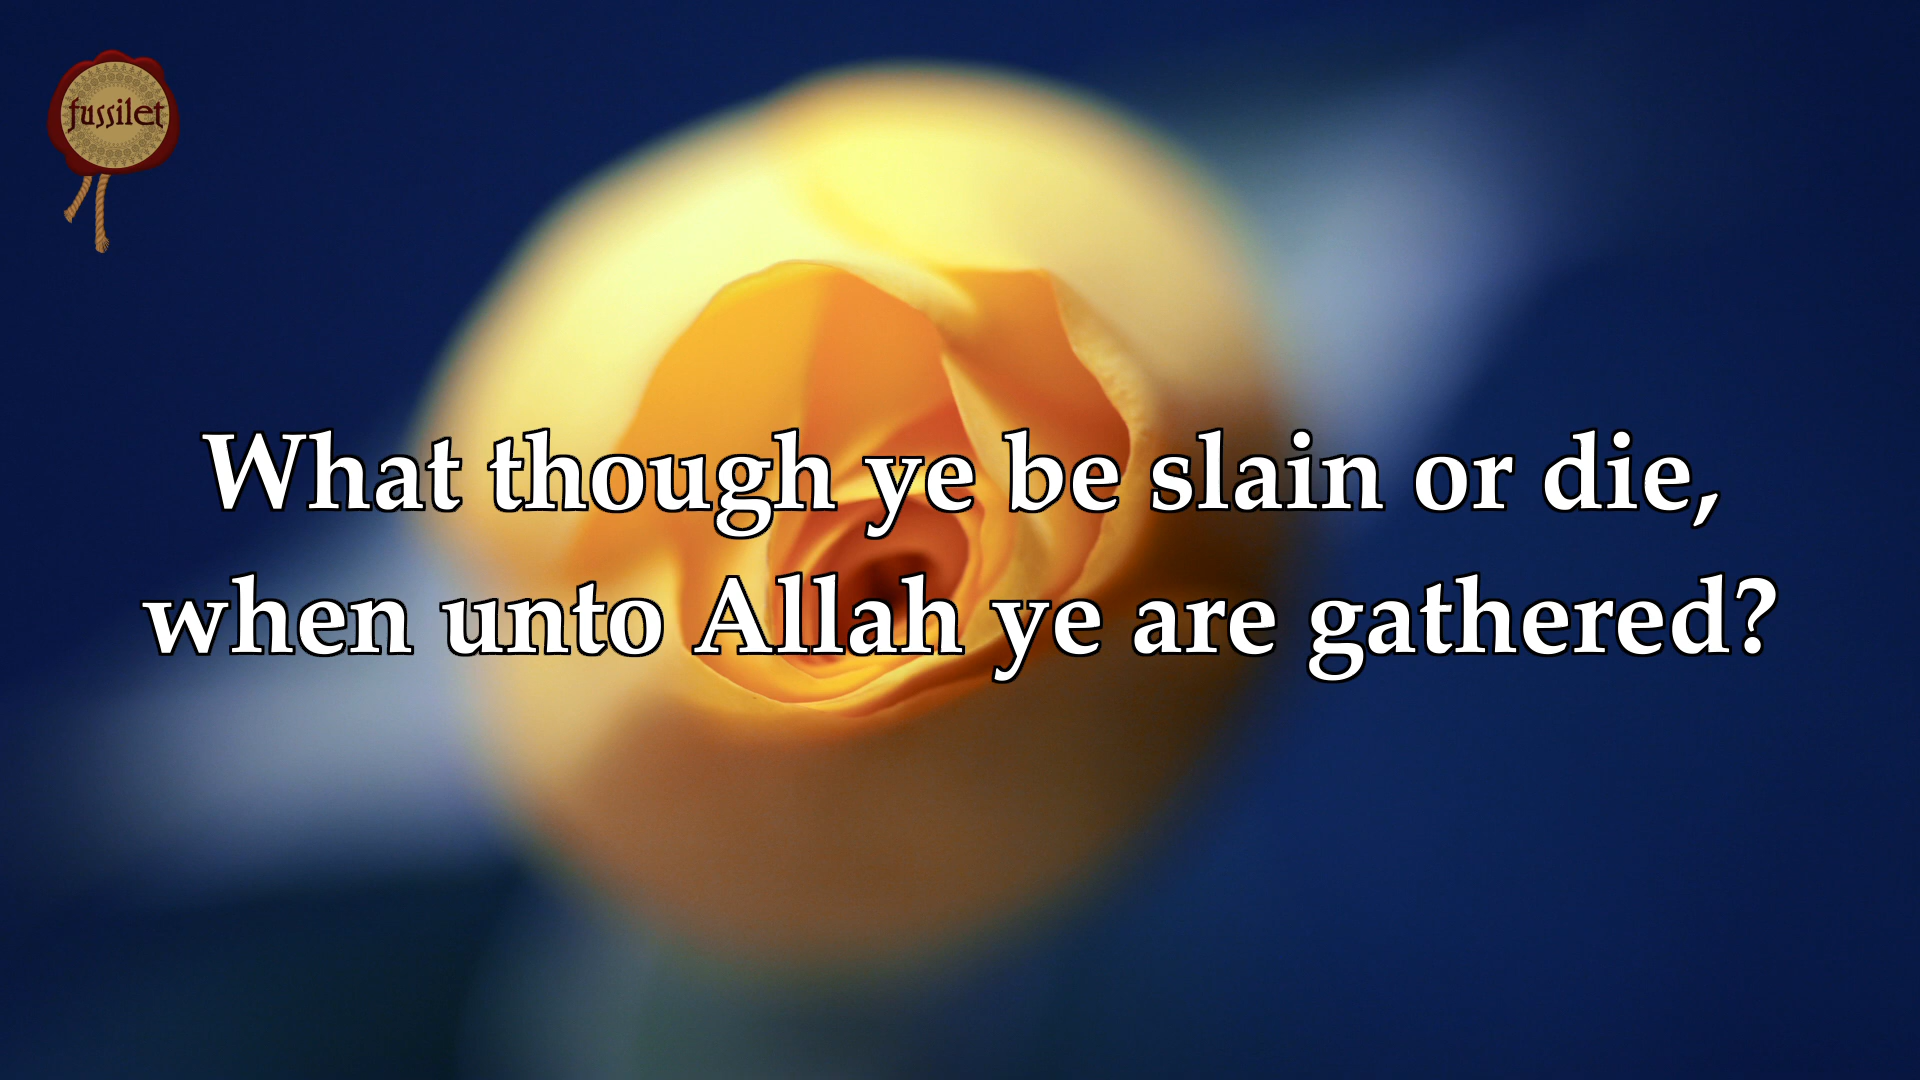 fussilet
What though ye be slain or die,
when unto Allah ye are gathered?